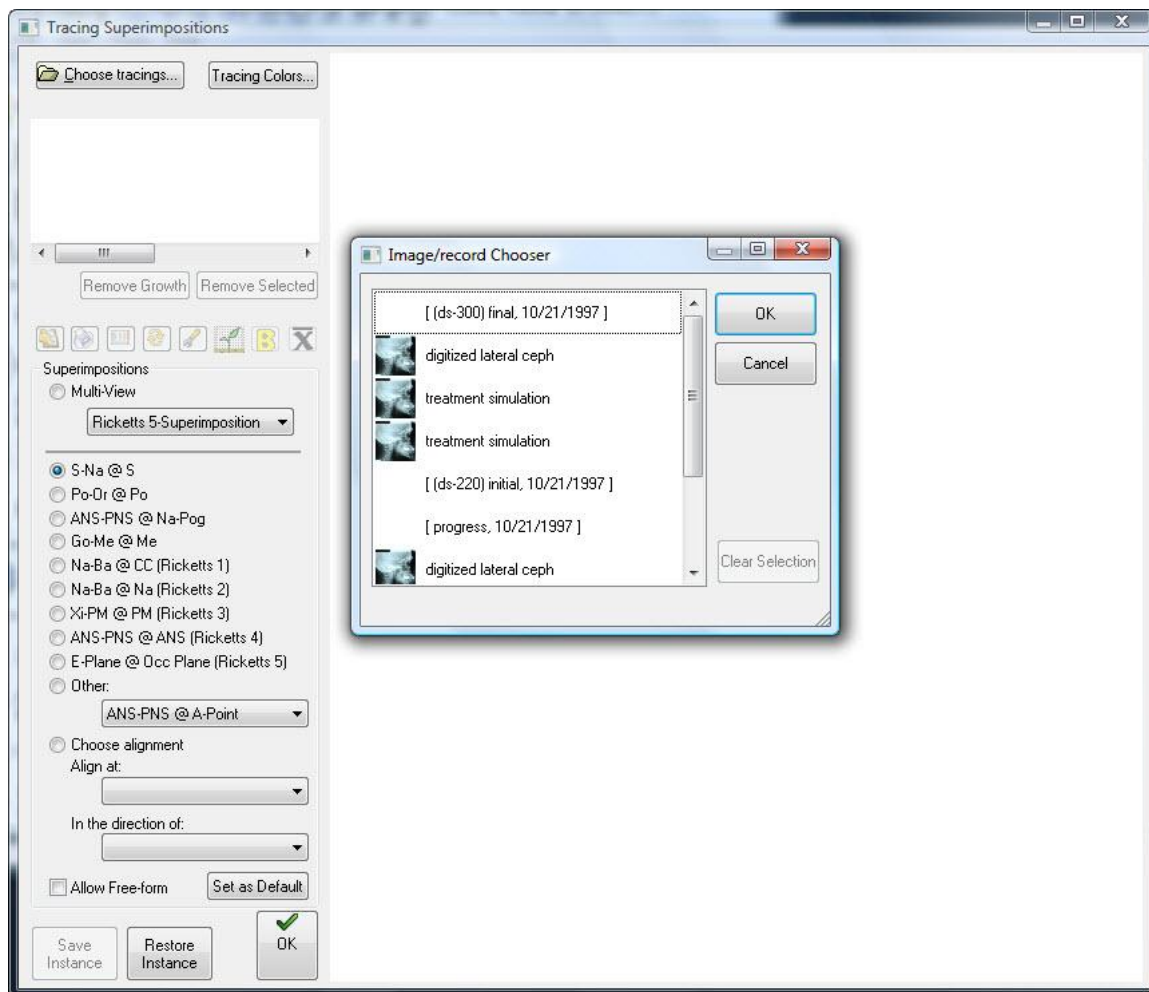 Tracing Superimpositions
Choose tracings...
Tracing Colors...
Remove Growth
Remove Selected
Superimpositions
Multi-View
Ricketts 5-Superimposition
S-Na @ S
Po-Or @ Po
ANS-PNS @ Na-Pog
Go-Me @ Me
Na-Ba @ CC (Ricketts 1)
Na-Ba @ Na (Ricketts 2)
Xi-PM @ PM (Ricketts 3)
ANS-PNS @ ANS (Ricketts 4)
E-Plane @ Occ Plane (Ricketts 5)
Other:
ANS-PNS @ A-Point
Choose alignment
Align at:
In the direction of:
Allow Free-form
Set as Default
Save
Instance
Restore
Instance
OK
Image/record Chooser
[ (ds-300) final, 10/21/1997 ]
digitized lateral ceph
treatment simulation
treatment simulation
[ (ds-220) initial, 10/21/1997 ]
[ progress, 10/21/1997 ]
digitized lateral ceph
OK
Cancel
Clear Selection